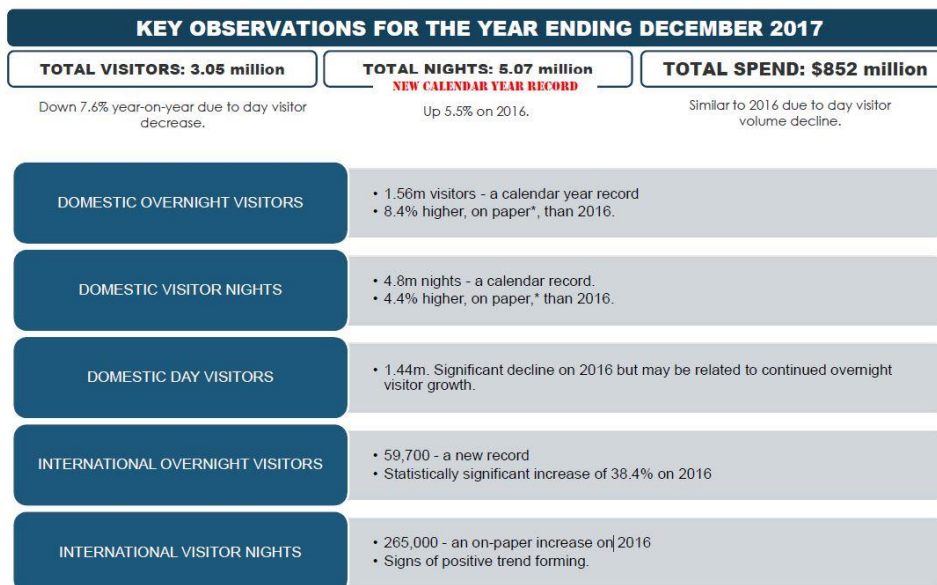 KEY OBSERVATIONS FOR THE YEAR ENDING DECEMBER 2017
TOTAL VISITORS: 3.05 million
Down 7.6% year-on-year due to day visitor
decrease.
TOTAL NIGHTS: 5.07 million
NEW CALENDAR YEAR RECORD
Up 5.5% on 2016.
TOTAL SPEND: $852 million
Similar to 2016 due to day visitor
volume decline.
DOMESTIC OVERNIGHT VISITORS
• 1.56m visitors - a calendar year record
• 8.4% higher, on paper*, than 2016.
DOMESTIC VISITOR NIGHTS
• 4.8m nights - a calendar record.
• 4.4% higher, on paper,* than 2016.
DOMESTIC DAY VISITORS
• 1.44m. Significant decline on 2016 but may be related to continued overnight
visitor growth.
INTERNATIONAL OVERNIGHT VISITORS
• 59,700 - a new record
• Statistically significant increase of 38.4% on 2016
INTERNATIONAL VISITOR NIGHTS
• 265,000 - an on-paper increase on 2016
• Signs of positive trend forming.